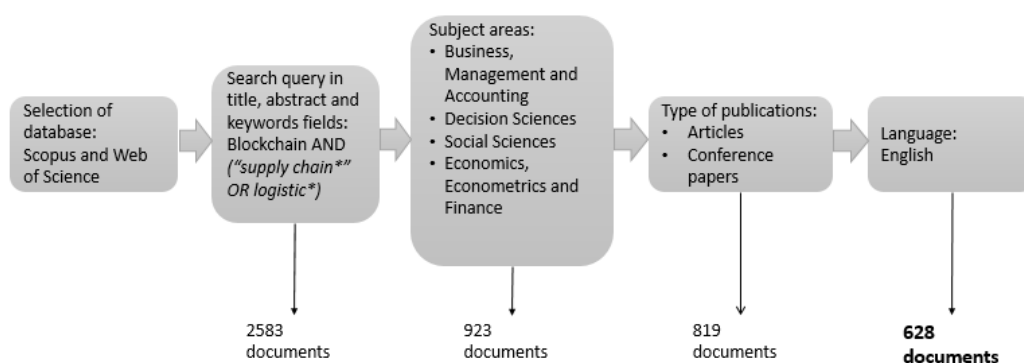 Selection of
database:
Scopus and Web
of Science
Search query in
title, abstract and
keywords fields:
Blockchain AND
(“supply chain*”
OR logistic*)
Subject areas:
• Business,
Management and
Accounting
• Decision Sciences
• Social Sciences
• Economics,
Econometrics and
Finance
Type of publications:
• Articles
• Conference
papers
Language:
English
2583
documents
923
documents
819
documents
628
documents